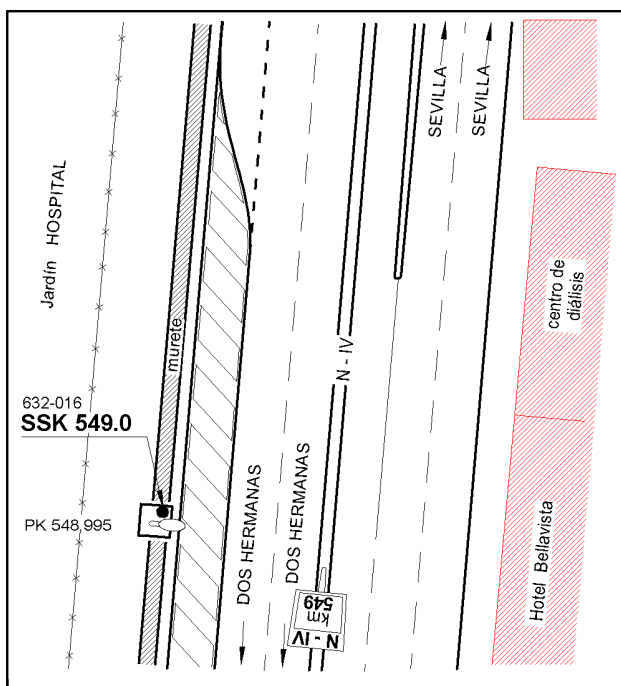 SEVILLA
SEVILLA
Jardín HOSPITAL
centro de
diálisis
murete
N - IV
632-016
SSK 549.0
PK 548,995
DOS HERMANAS
DOS HERMANAS
Hotel Bellavista
N - IV
km
549